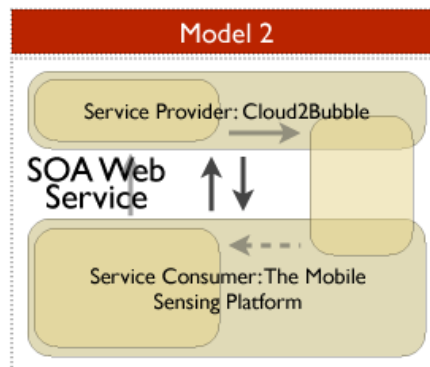 Model 2
Service Provider: Cloud2Bubble
SOA Web
Service
Service Consumer: The Mobile
Sensing Platform